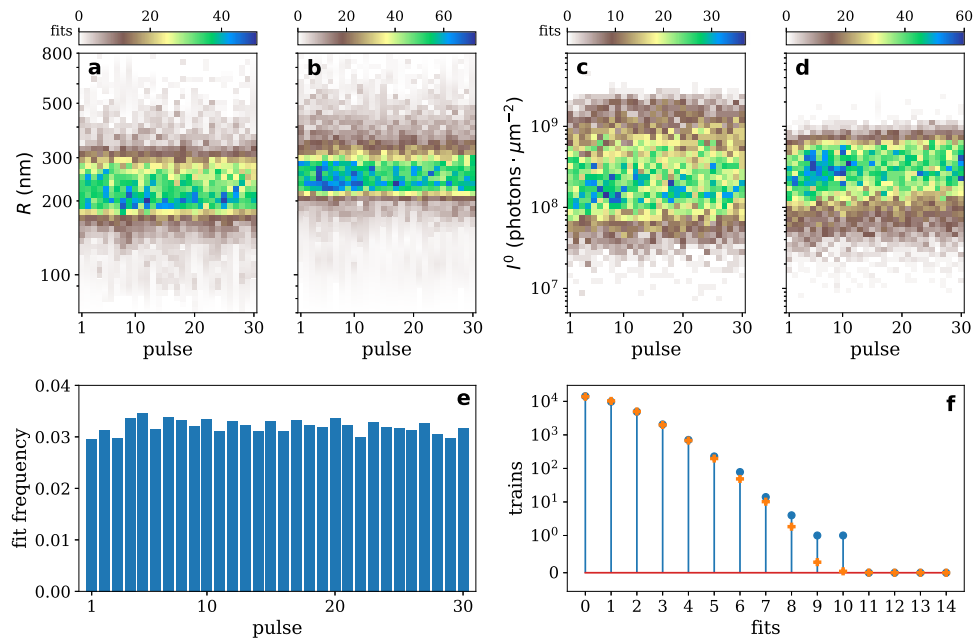 fits 0 20 40
0 20 40 60
fits 0 10 20 30
0 20 40 60
a
b
c
d
800
500
300
200
100
R (nm)
10⁹
10⁸
10⁷
I⁰ (photons · μm⁻²)
1 10 20 30
1 10 20 30
1 10 20 30
1 10 20 30
pulse
pulse
pulse
pulse
e
0.04
0.03
0.02
0.01
0.00
fit frequency
1 10 20 30
pulse
f
10⁴
10³
10²
10¹
10⁰
0
trains
0 1 2 3 4 5 6 7 8 9 10 11 12 13 14
fits